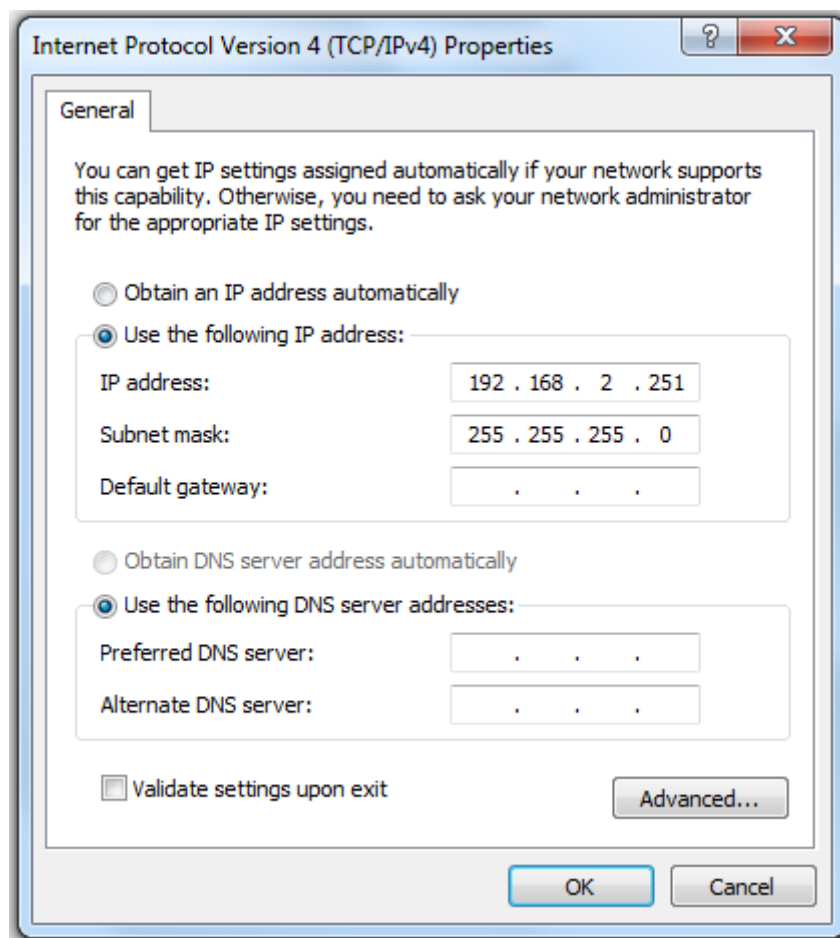 Internet Protocol Version 4 (TCP/IPv4) Properties
General
You can get IP settings assigned automatically if your network supports
this capability. Otherwise, you need to ask your network administrator
for the appropriate IP settings.
Obtain an IP address automatically
Use the following IP address:
IP address: 192 . 168 . 2 . 251
Subnet mask: 255 . 255 . 255 . 0
Default gateway: . . .
Obtain DNS server address automatically
Use the following DNS server addresses:
Preferred DNS server: . . .
Alternate DNS server: . . .
Validate settings upon exit
Advanced...
OK Cancel